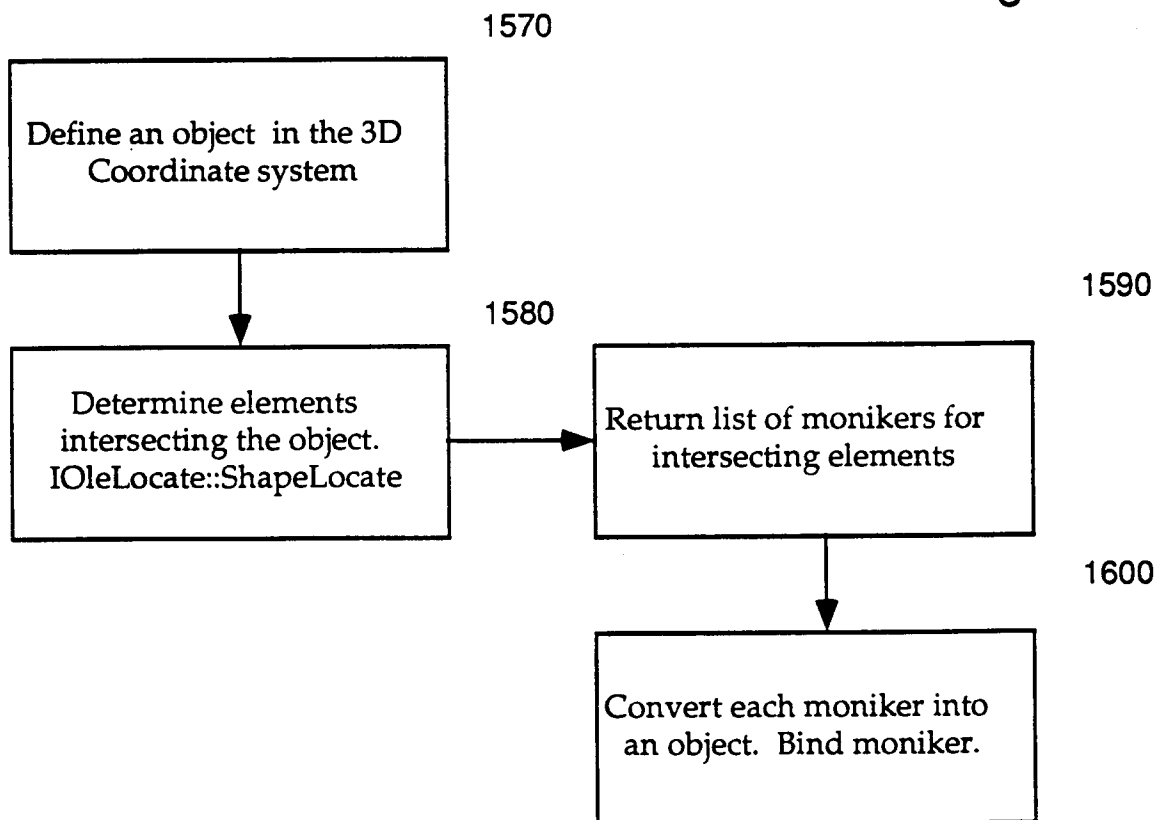 1570
Define an object in the 3D
Coordinate system
1580
Determine elements
intersecting the object.
IOleLocate::ShapeLocate
1590
Return list of monikers for
intersecting elements
1600
Convert each moniker into
an object. Bind moniker.